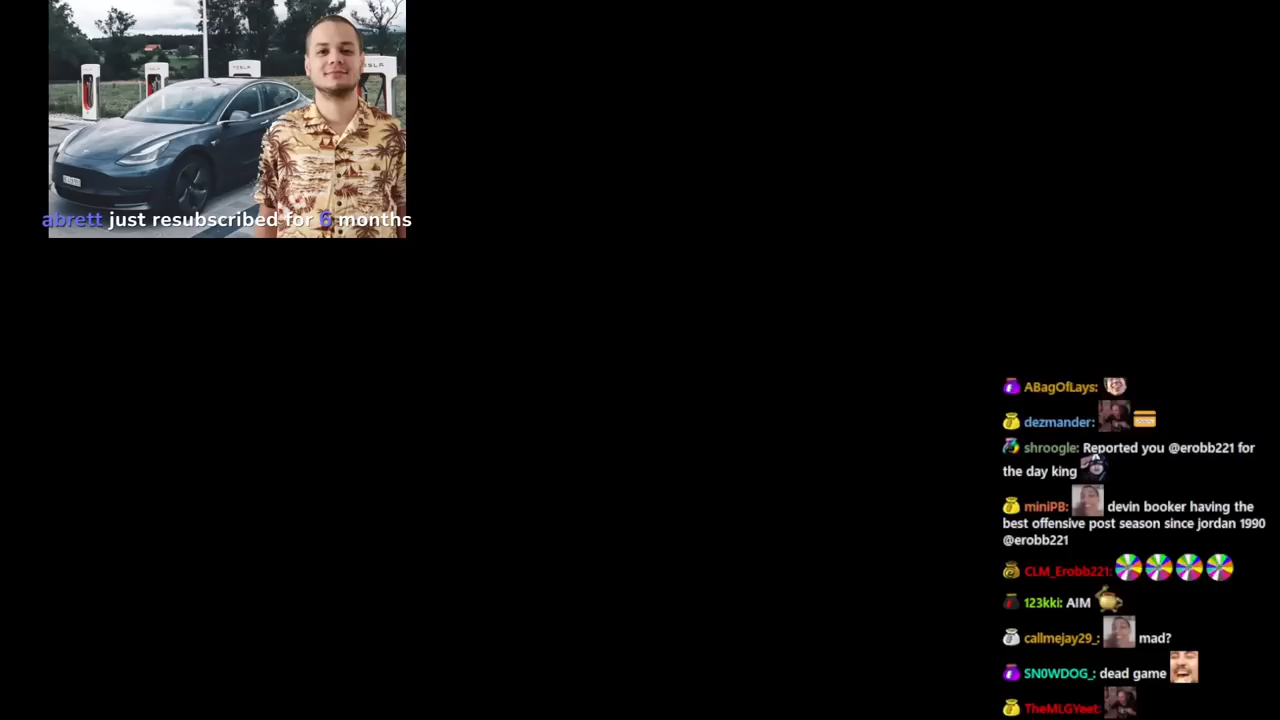 TESLA
abrett just resubscribed for 6 months
ABagOfLays:
dezmander:
shroogle: Reported you @erobb221 for
the day king
miniPB: devin booker having the
best offensive post season since jordan 1990
@erobb221
CLM_Erobb221:
123kki: AIM
callmejay29_: mad?
SN0WDOG_: dead game
TheMLGYeet: